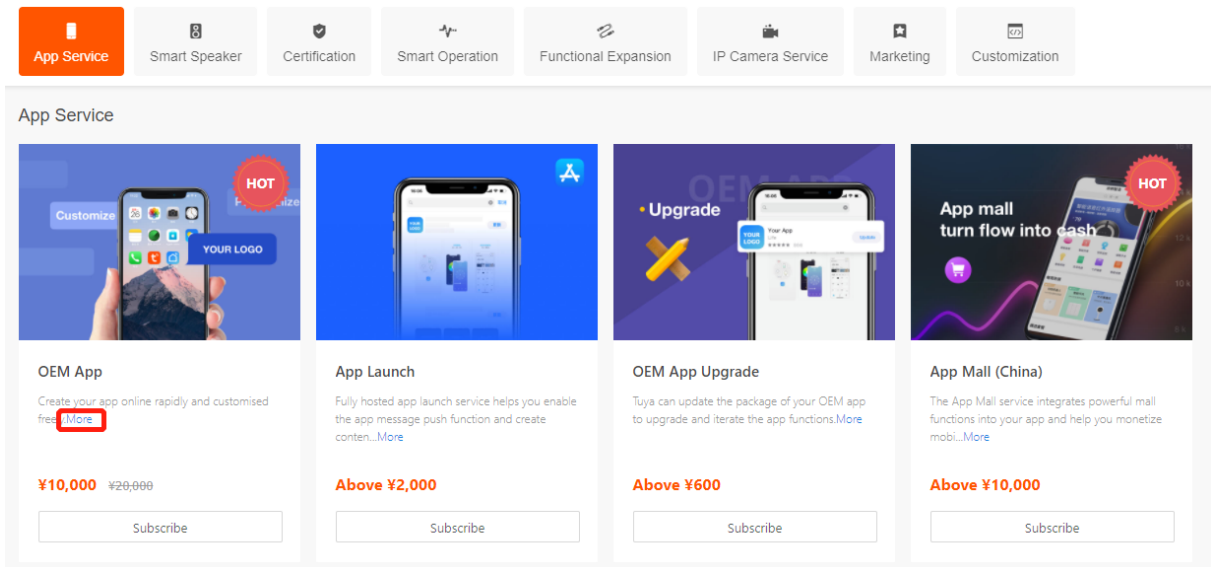 App Service
Smart Speaker
Certification
Smart Operation
Functional Expansion
IP Camera Service
Marketing
Customization
App Service
HOT
Customize
YOUR LOGO
OEM App
Create your app online rapidly and customised
More
¥10,000 ¥20,000
Subscribe
App Launch
Fully hosted app launch service helps you enable
the app message push function and create
conten...More
Above ¥2,000
Subscribe
OEM APP
• Upgrade
YOUR
LOGO
Your App
OEM App Upgrade
Tuya can update the package of your OEM app
to upgrade and iterate the app functions.More
Above ¥600
Subscribe
HOT
App mall
turn flow into cash
App Mall (China)
The App Mall service integrates powerful mall
functions into your app and help you monetize
mobi...More
Above ¥10,000
Subscribe